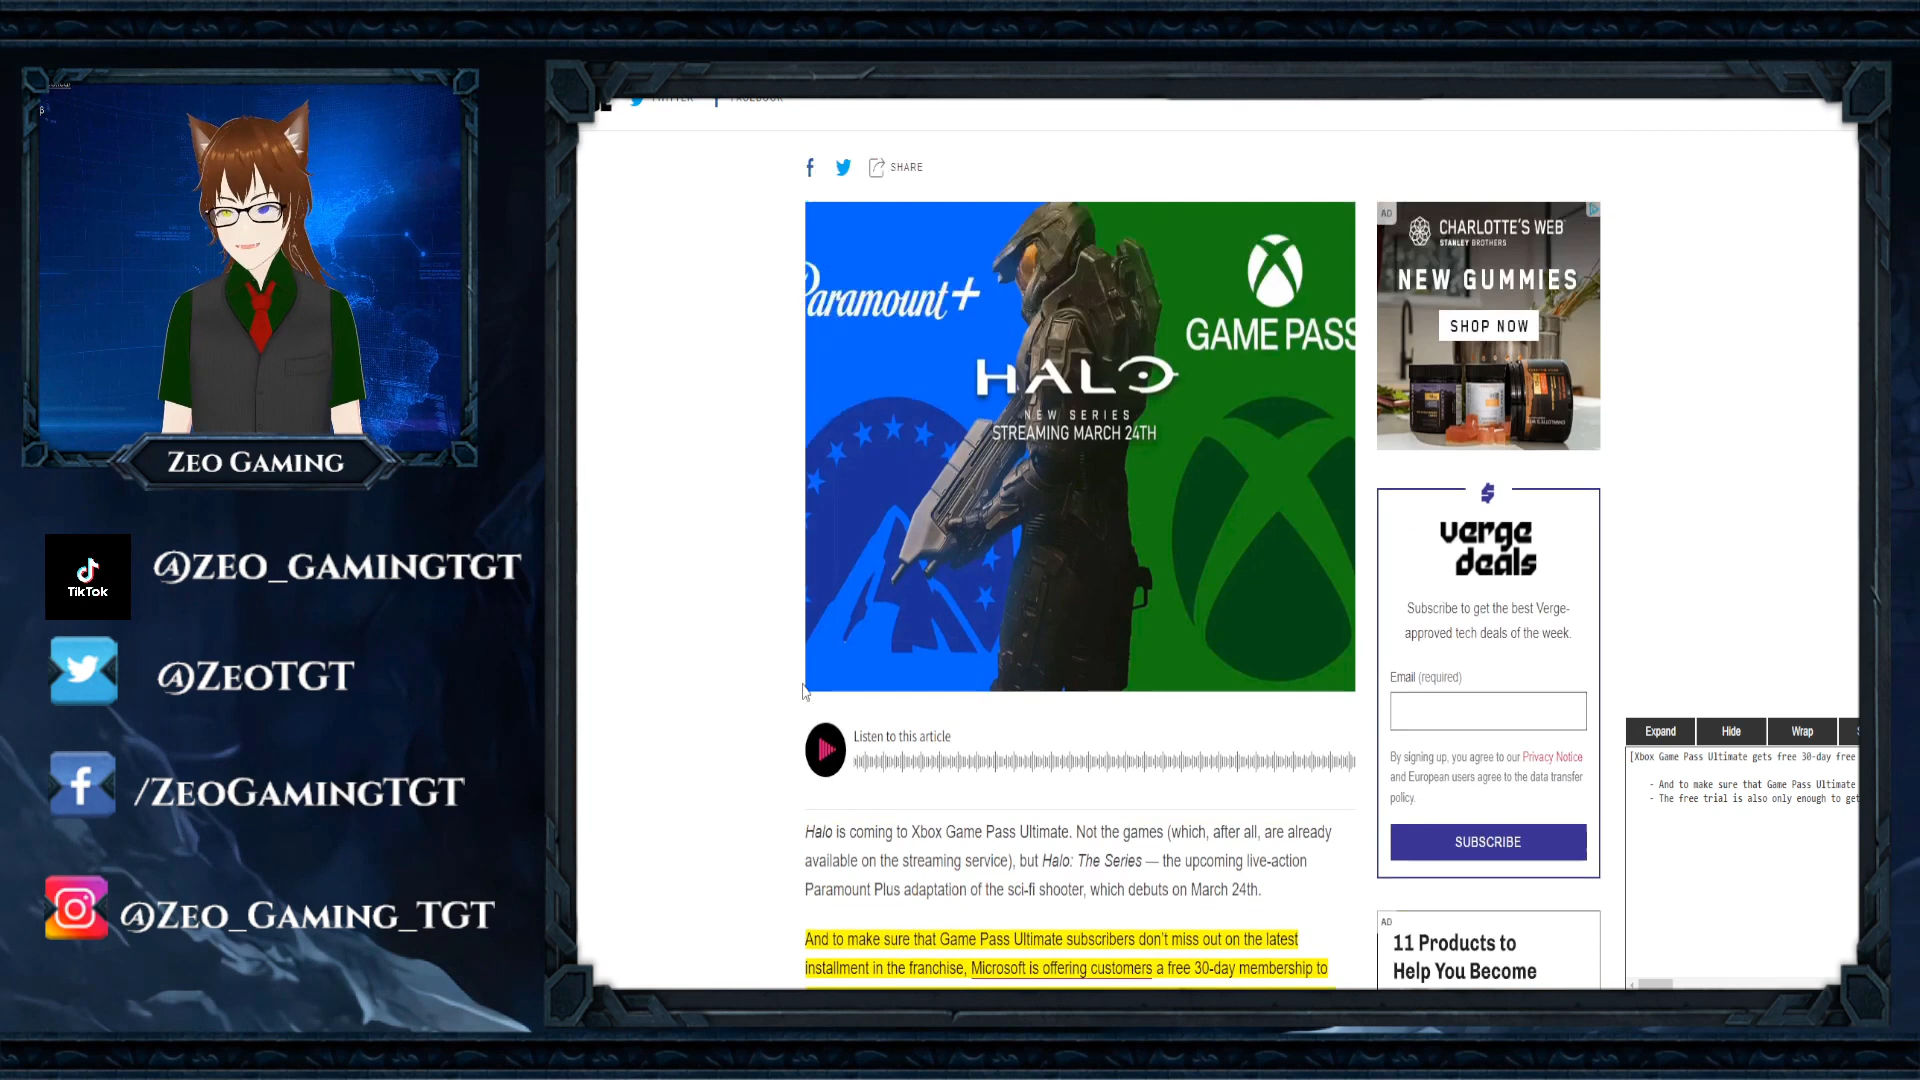 ZEO GAMING
TikTok
@ZEO_GAMINGTGT
@ZEOTGT
/ZEOGAMINGTGT
@ZEO_GAMING_TGT
TWITTER
FACEBOOK
SHARE
Paramount+
GAME PASS
HALO
NEW SERIES
STREAMING MARCH 24TH
Listen to this article
Halo is coming to Xbox Game Pass Ultimate. Not the games (which, after all, are already
available on the streaming service), but Halo: The Series — the upcoming live-action
Paramount Plus adaptation of the sci-fi shooter, which debuts on March 24th.
And to make sure that Game Pass Ultimate subscribers don't miss out on the latest
installment in the franchise, Microsoft is offering customers a free 30-day membership to
AD
CHARLOTTE'S WEB
STANLEY BROTHERS
NEW GUMMIES
SHOP NOW
verge
deals
Subscribe to get the best Verge-
approved tech deals of the week.
Email (required)
By signing up, you agree to our Privacy Notice
and European users agree to the data transfer
policy.
SUBSCRIBE
AD
11 Products to
Help You Become
Expand Hide Wrap
[Xbox Game Pass Ultimate gets free 30-day free
- And to make sure that Game Pass Ultimate
- The free trial is also only enough to get